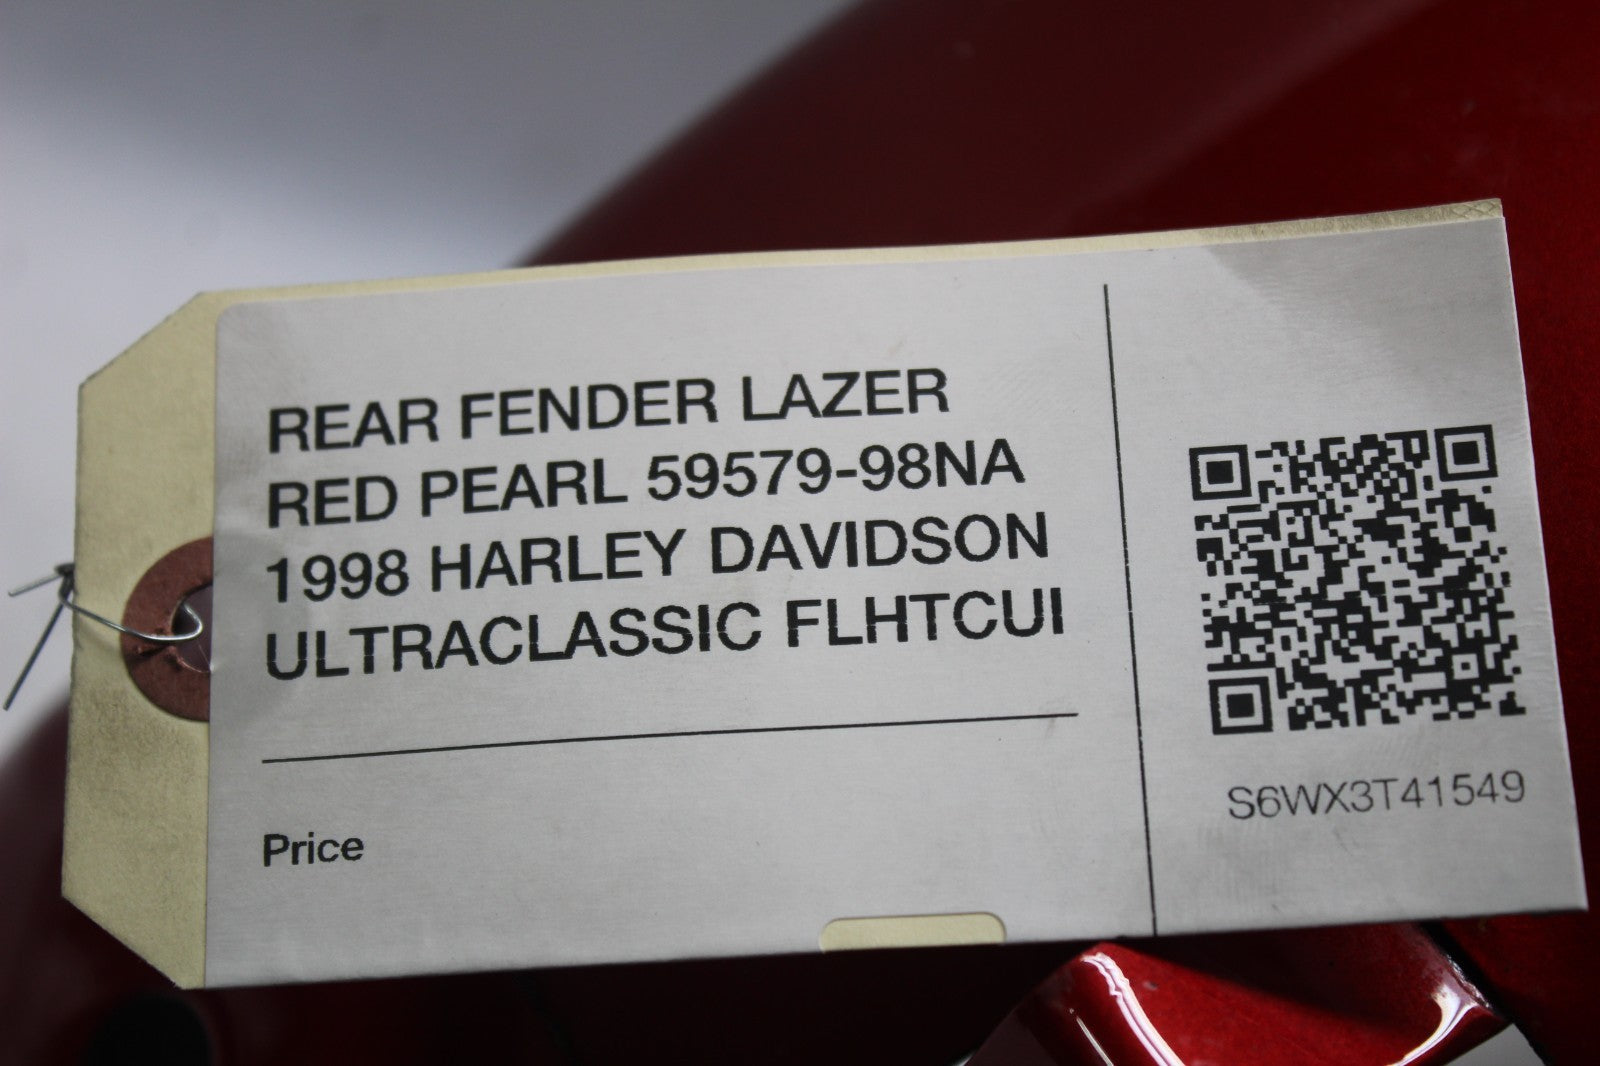 REAR FENDER LAZER
RED PEARL 59579-98NA
1998 HARLEY DAVIDSON
ULTRACLASSIC FLHTCUI
Price
S6WX3T41549